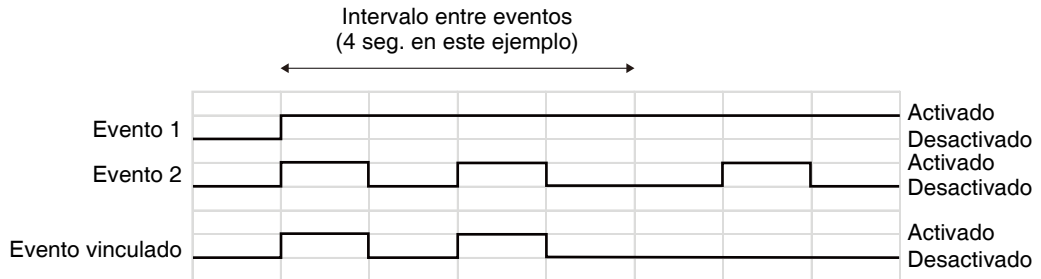 Intervalo entre eventos
(4 seg. en este ejemplo)
Evento 1
Activado
Desactivado
Evento 2
Activado
Desactivado
Evento vinculado
Activado
Desactivado